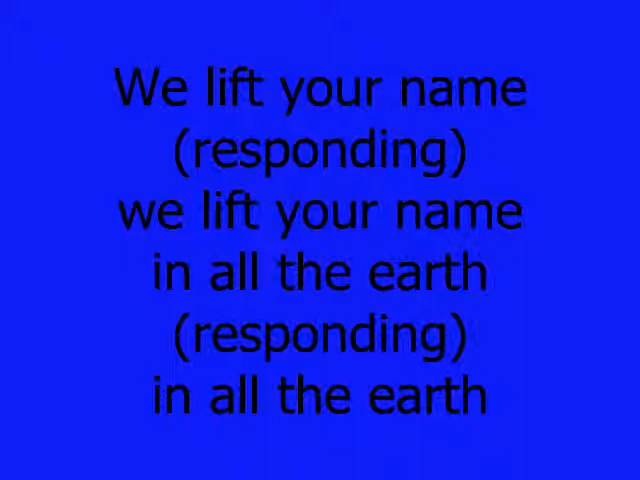 We lift your name
(responding)
we lift your name
in all the earth
(responding)
in all the earth